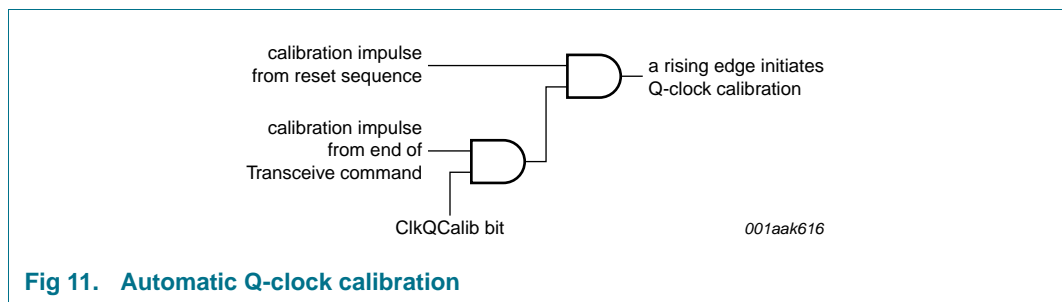 calibration impulse
from reset sequence
a rising edge initiates
Q-clock calibration
calibration impulse
from end of
Transceive command
ClkQCalib bit
001aak616
Fig 11. Automatic Q-clock calibration